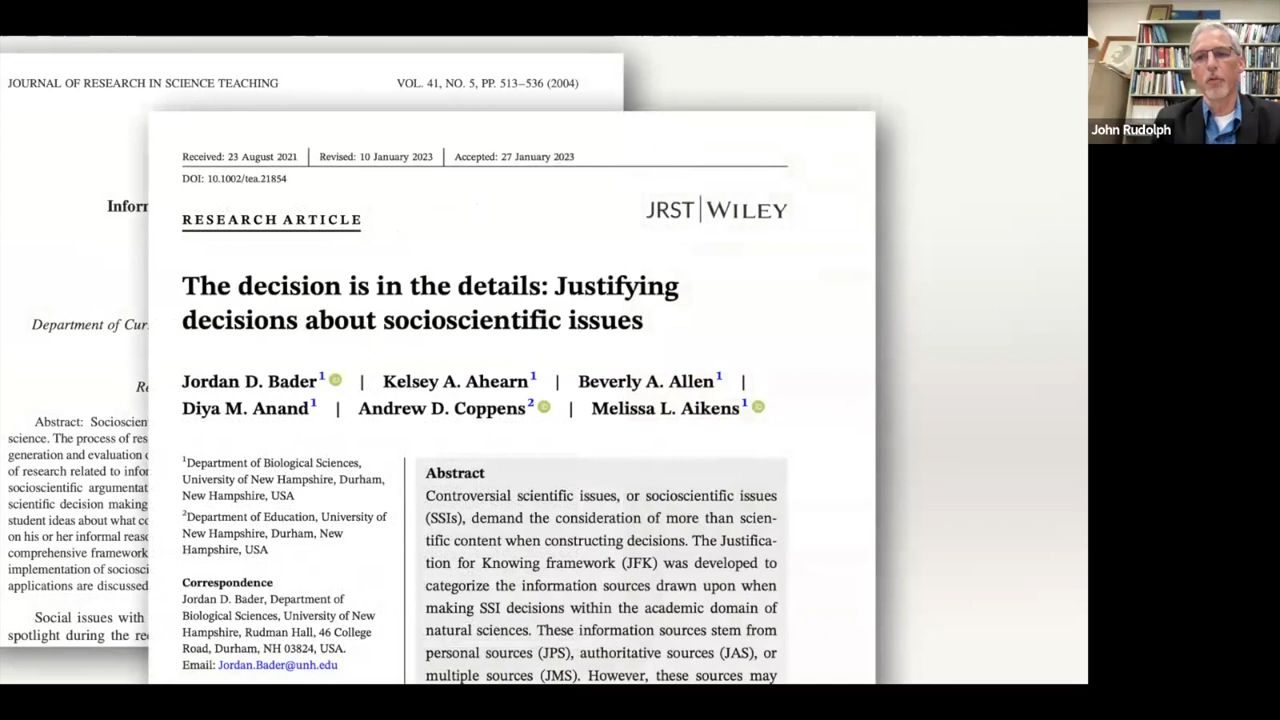 JOURNAL OF RESEARCH IN SCIENCE TEACHING VOL. 41, NO. 5, PP. 513–536 (2004)
Department of
Abstract:
science. The process of
generation and evaluation
of research related to
socioscientific
scientific decision making
student ideas about what
on his or her informal
comprehensive framework
implementation of
applications are discussed
Social issues with
spotlight during the
Received: 23 August 2021 | Revised: 10 January 2023 | Accepted: 27 January 2023
DOI: 10.1002/tea.21854
RESEARCH ARTICLE
JRST | WILEY
The decision is in the details: Justifying
decisions about socioscientific issues
Jordan D. Bader1 | Kelsey A. Ahearn1 | Beverly A. Allen1 |
Diya M. Anand1 | Andrew D. Coppens2 | Melissa L. Aikens1
1Department of Biological Sciences,
University of New Hampshire, Durham,
New Hampshire, USA
2Department of Education, University of
New Hampshire, Durham, New
Hampshire, USA
Correspondence
Jordan D. Bader, Department of
Biological Sciences, University of New
Hampshire, Rudman Hall, 46 College
Road, Durham, NH 03824, USA.
Email: Jordan.Bader@unh.edu
Abstract
Controversial scientific issues, or socioscientific issues
(SSIs), demand the consideration of more than scien-
tific content when constructing decisions. The Justifica-
tion for Knowing framework (JFK) was developed to
categorize the information sources drawn upon when
making SSI decisions within the academic domain of
natural sciences. These information sources stem from
personal sources (JPS), authoritative sources (JAS), or
multiple sources (JMS). However, these sources may
John Rudolph